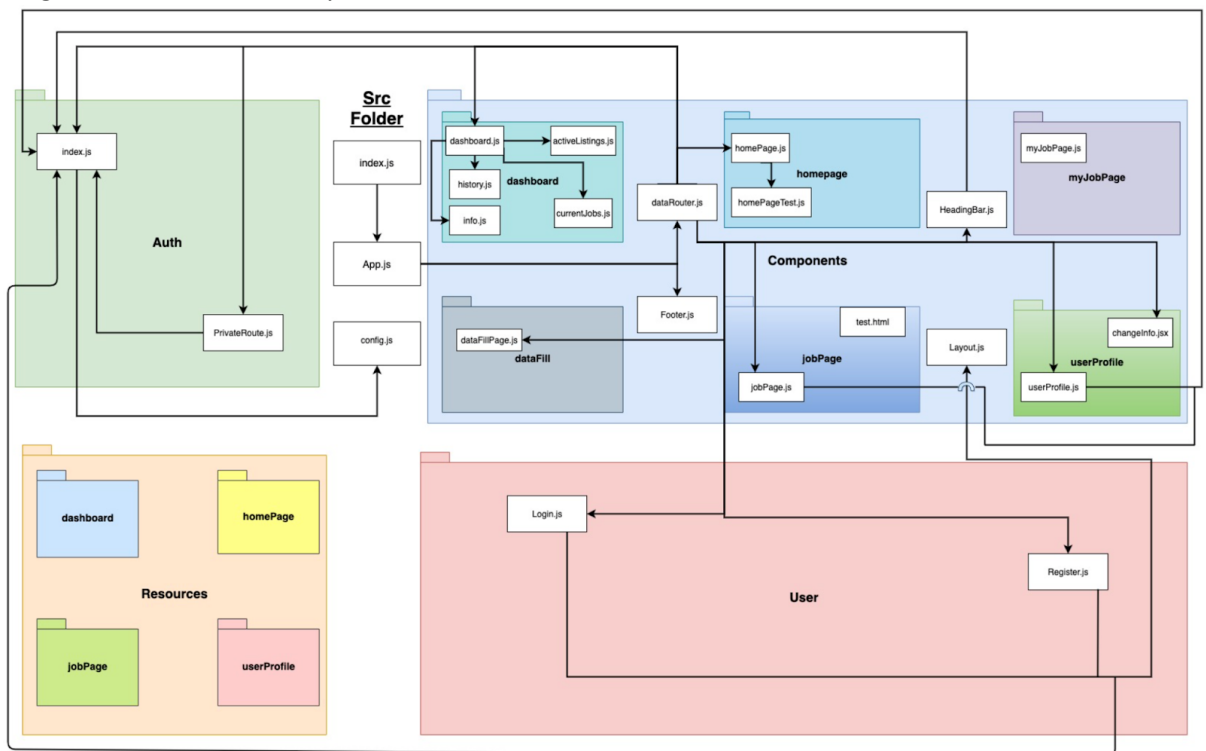 Src
Folder
index.js
index.js
Auth
PrivateRoute.js
App.js
config.js
dashboard.js
activeListings.js
history.js
dashboard
info.js
currentJobs.js
dataRouter.js
homePage.js
homepage
homePageTest.js
HeadingBar.js
myJobPage.js
myJobPage
Components
Footer.js
dataFillPage.js
dataFill
test.html
jobPage
jobPage.js
Layout.js
changeInfo.jsx
userProfile
userProfile.js
dashboard
homePage
Resources
jobPage
userProfile
Login.js
Register.js
User